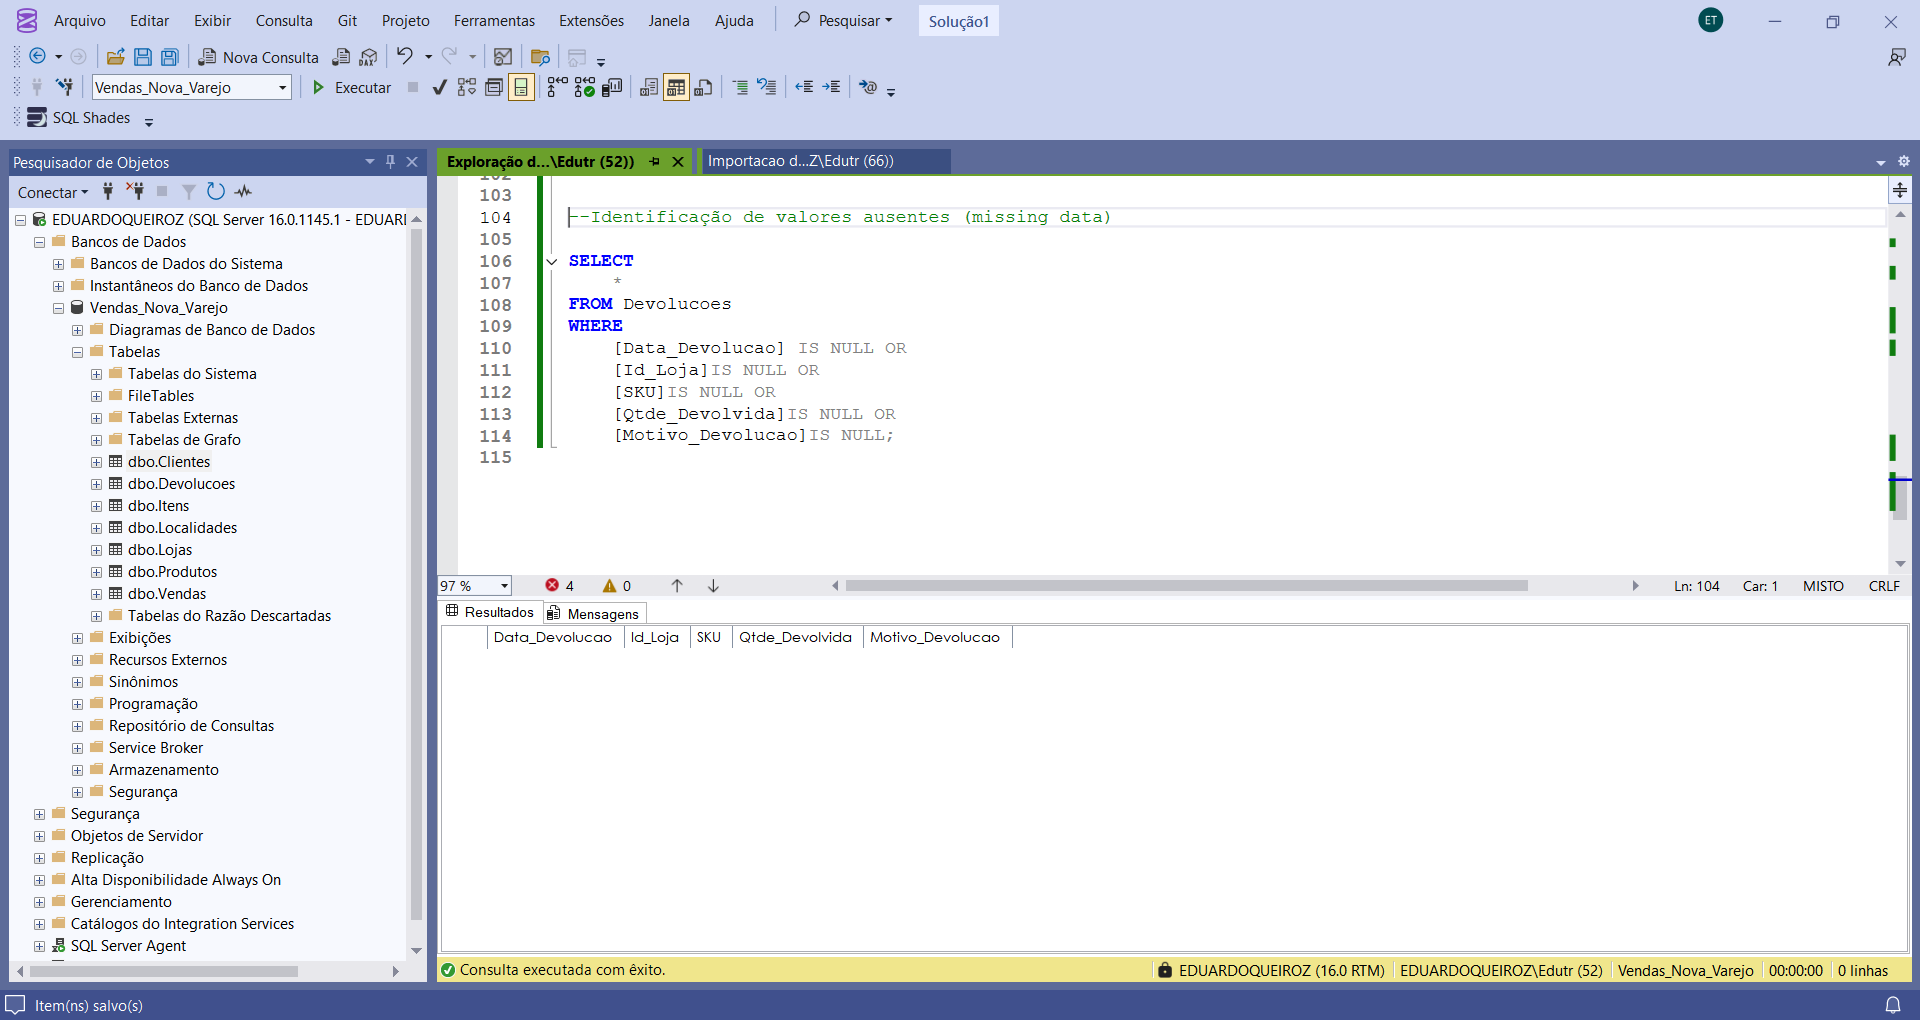 Arquivo Editar Exibir Consulta Git Projeto Ferramentas Extensões Janela Ajuda Pesquisar Solução1 ET
Nova Consulta DAX
Vendas_Nova_Varejo Executar
SQL Shades
Pesquisador de Objetos
Conectar
EDUARDOQUEIROZ (SQL Server 16.0.1145.1 - EDUARI
Bancos de Dados
Bancos de Dados do Sistema
Instantâneos do Banco de Dados
Vendas_Nova_Varejo
Diagramas de Banco de Dados
Tabelas
Tabelas do Sistema
FileTables
Tabelas Externas
Tabelas de Grafo
dbo.Clientes
dbo.Devolucoes
dbo.Itens
dbo.Localidades
dbo.Lojas
dbo.Produtos
dbo.Vendas
Tabelas do Razão Descartadas
Exibições
Recursos Externos
Sinônimos
Programação
Repositório de Consultas
Service Broker
Armazenamento
Segurança
Segurança
Objetos de Servidor
Replicação
Alta Disponibilidade Always On
Gerenciamento
Catálogos do Integration Services
SQL Server Agent
Exploração d...\Edutr (52)) Importacao d...Z\Edutr (66))
102
103
104 --Identificação de valores ausentes (missing data)
105
106 SELECT
107 *
108 FROM Devolucoes
109 WHERE
110 [Data_Devolucao] IS NULL OR
111 [Id_Loja]IS NULL OR
112 [SKU]IS NULL OR
113 [Qtde_Devolvida]IS NULL OR
114 [Motivo_Devolucao]IS NULL;
115
97 % 4 0 Ln: 104 Car: 1 MISTO CRLF
Resultados Mensagens
Data_Devolucao Id_Loja SKU Qtde_Devolvida Motivo_Devolucao
Consulta executada com êxito. EDUARDOQUEIROZ (16.0 RTM) EDUARDOQUEIROZ\Edutr (52) Vendas_Nova_Varejo 00:00:00 0 linhas
Item(ns) salvo(s)